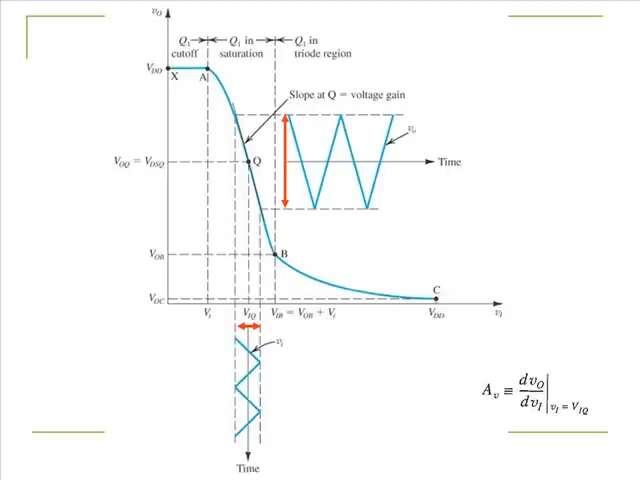 v_O
Q_1 Q_1 in Q_1 in
cutoff saturation triode region
V_DD
X A
Slope at Q = voltage gain
v_o
V_OQ = V_DSQ
Q
Time
V_OB
B
V_OC
C
V_t V_IQ V_IB = V_OB + V_t V_DD v_I
v_i
A_v ≡ dv_O/dv_I |v_I = V_IQ
Time